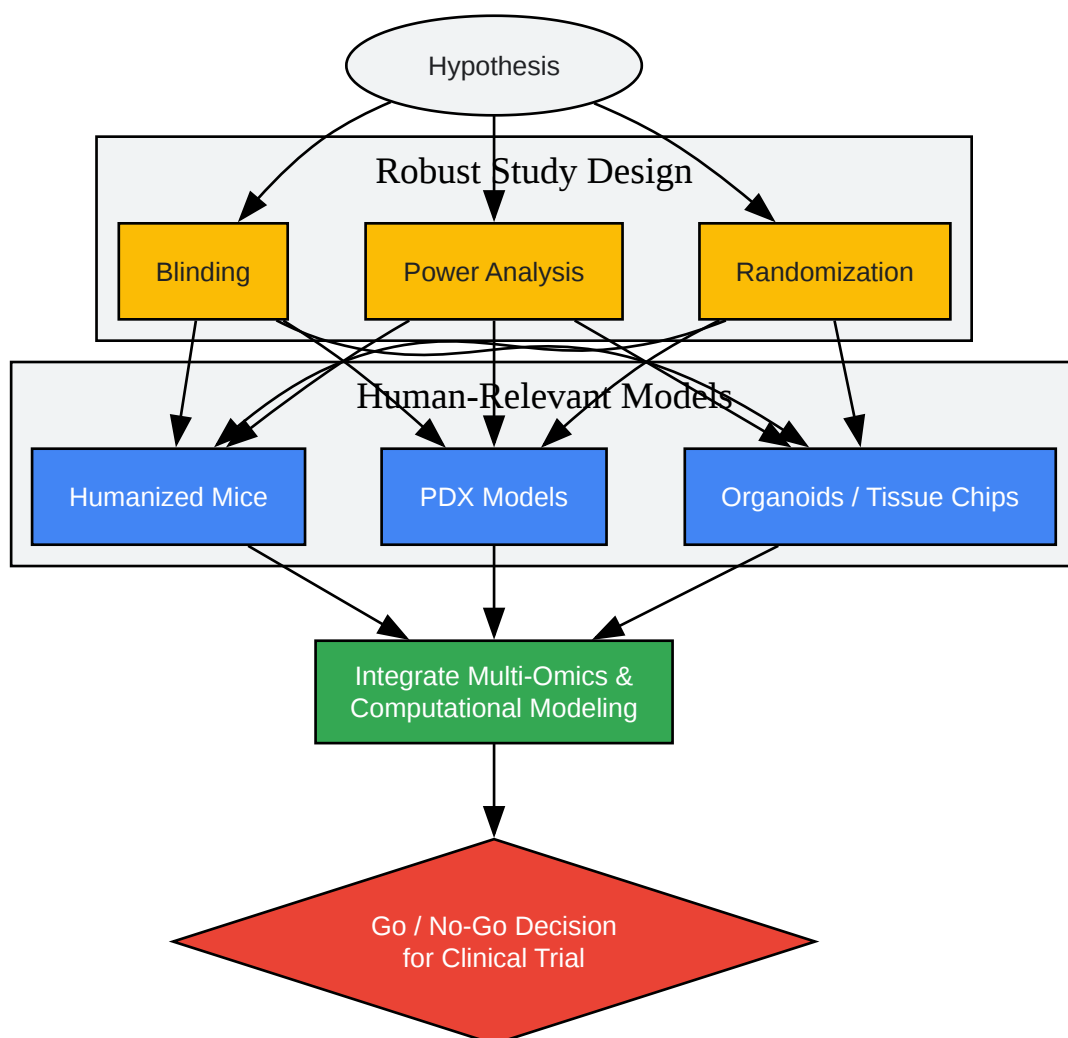 Hypothesis
Robust Study Design
Blinding
Power Analysis
Randomization
Human-Relevant Models
Humanized Mice
PDX Models
Organoids / Tissue Chips
Integrate Multi-Omics &
Computational Modeling
Go / No-Go Decision
for Clinical Trial